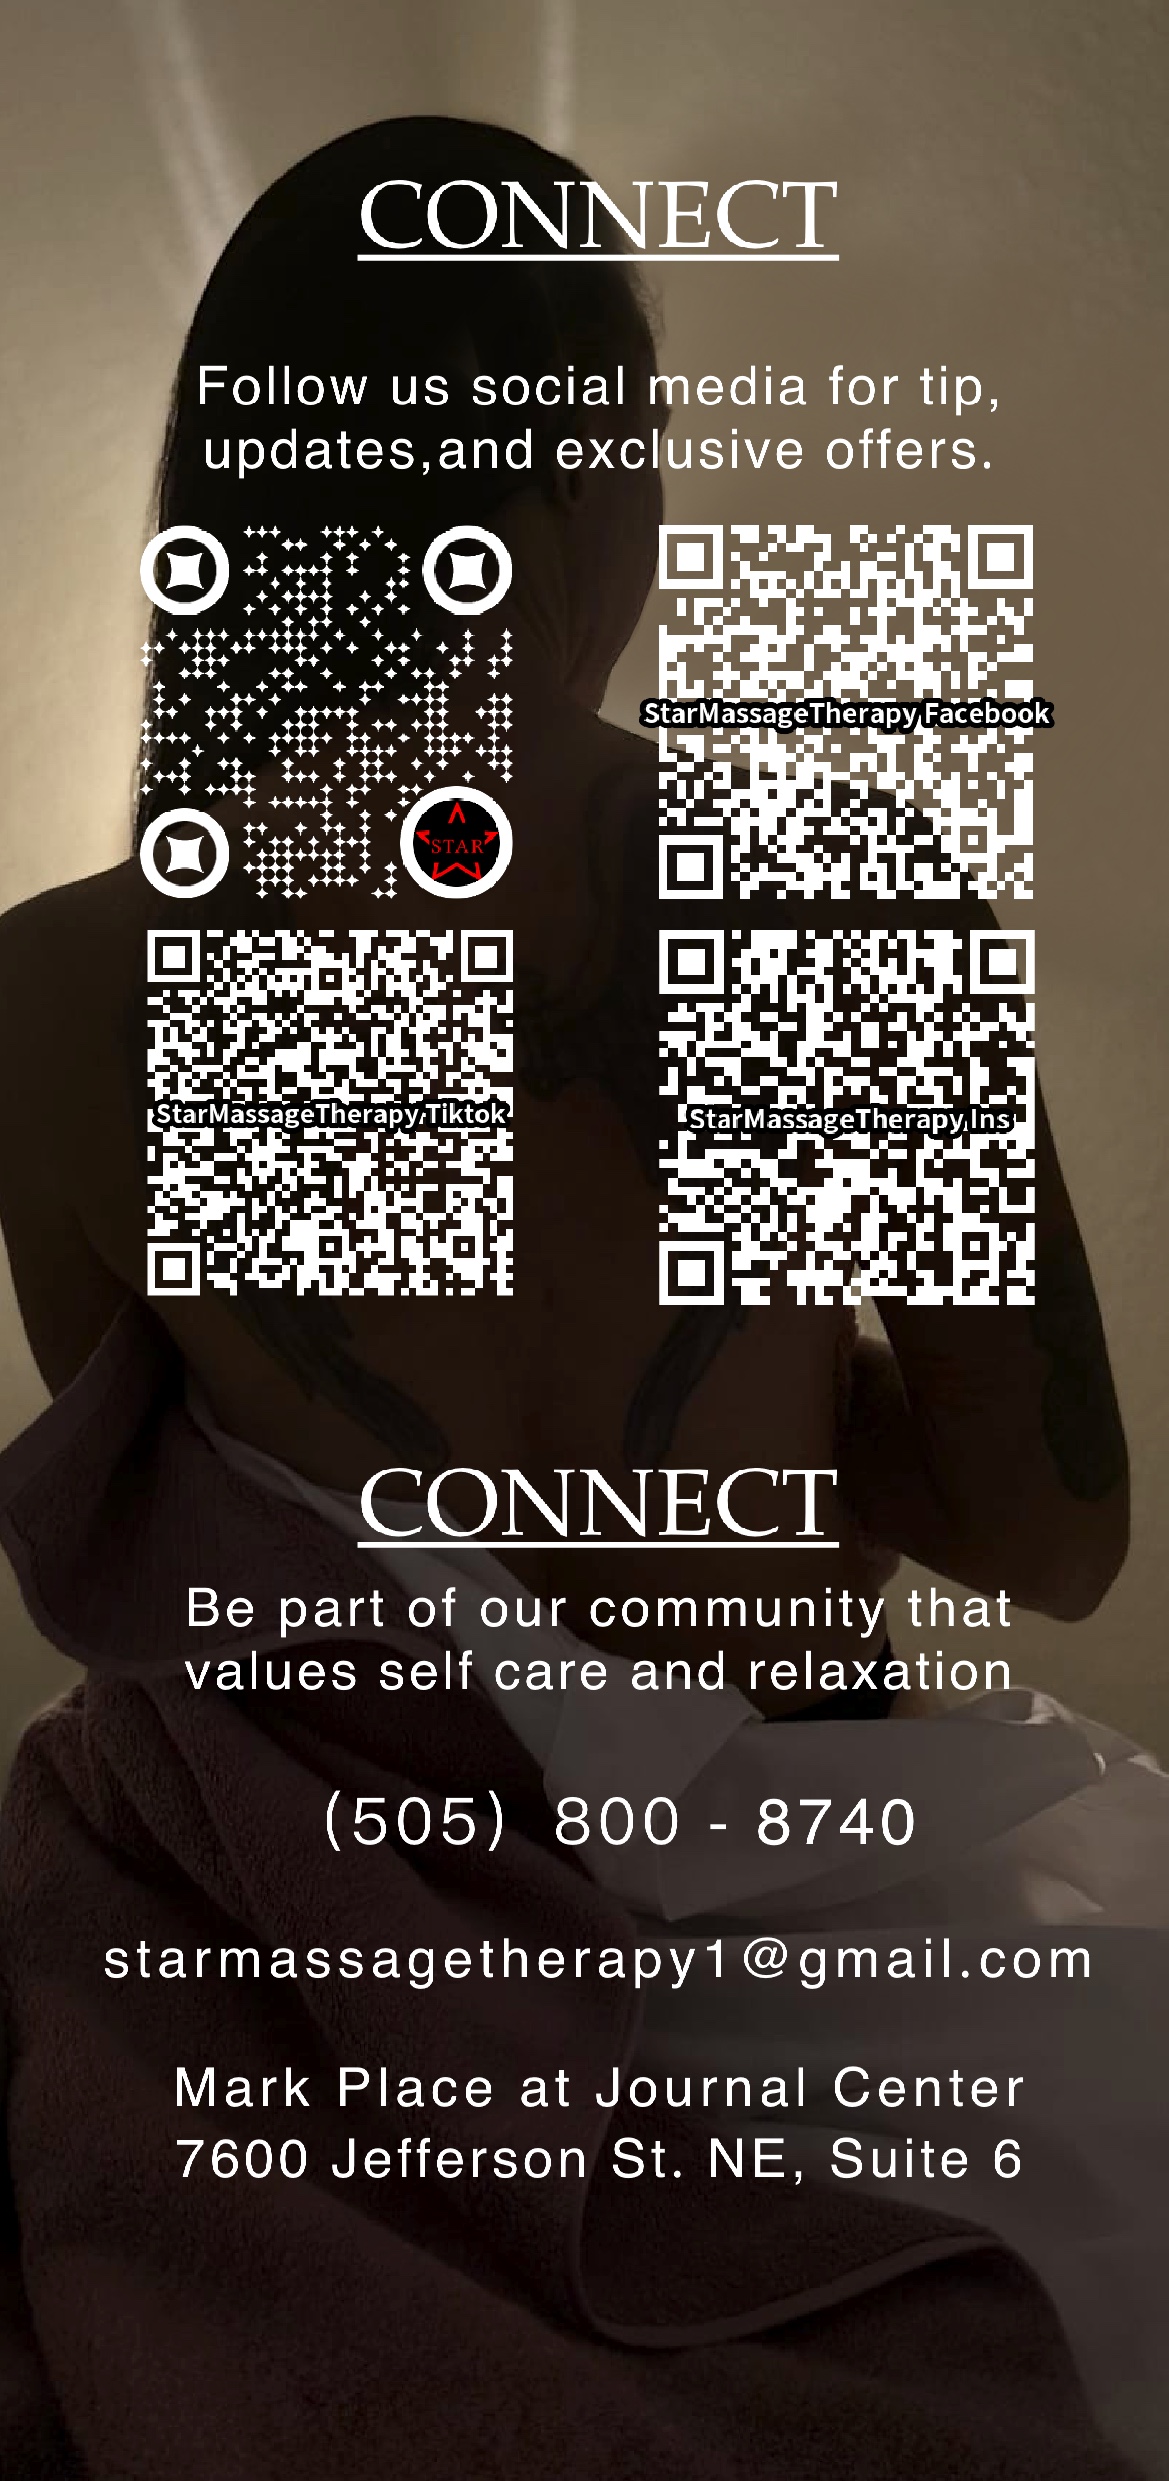 CONNECT
Follow us social media for tip,
updates,and exclusive offers.
StarMassageTherapy Facebook
STAR
StarMassageTherapy Tiktok
StarMassageTherapy Ins
CONNECT
Be part of our community that
values self care and relaxation
(505) 800 - 8740
starmassagetherapy1@gmail.com
Mark Place at Journal Center
7600 Jefferson St. NE, Suite 6